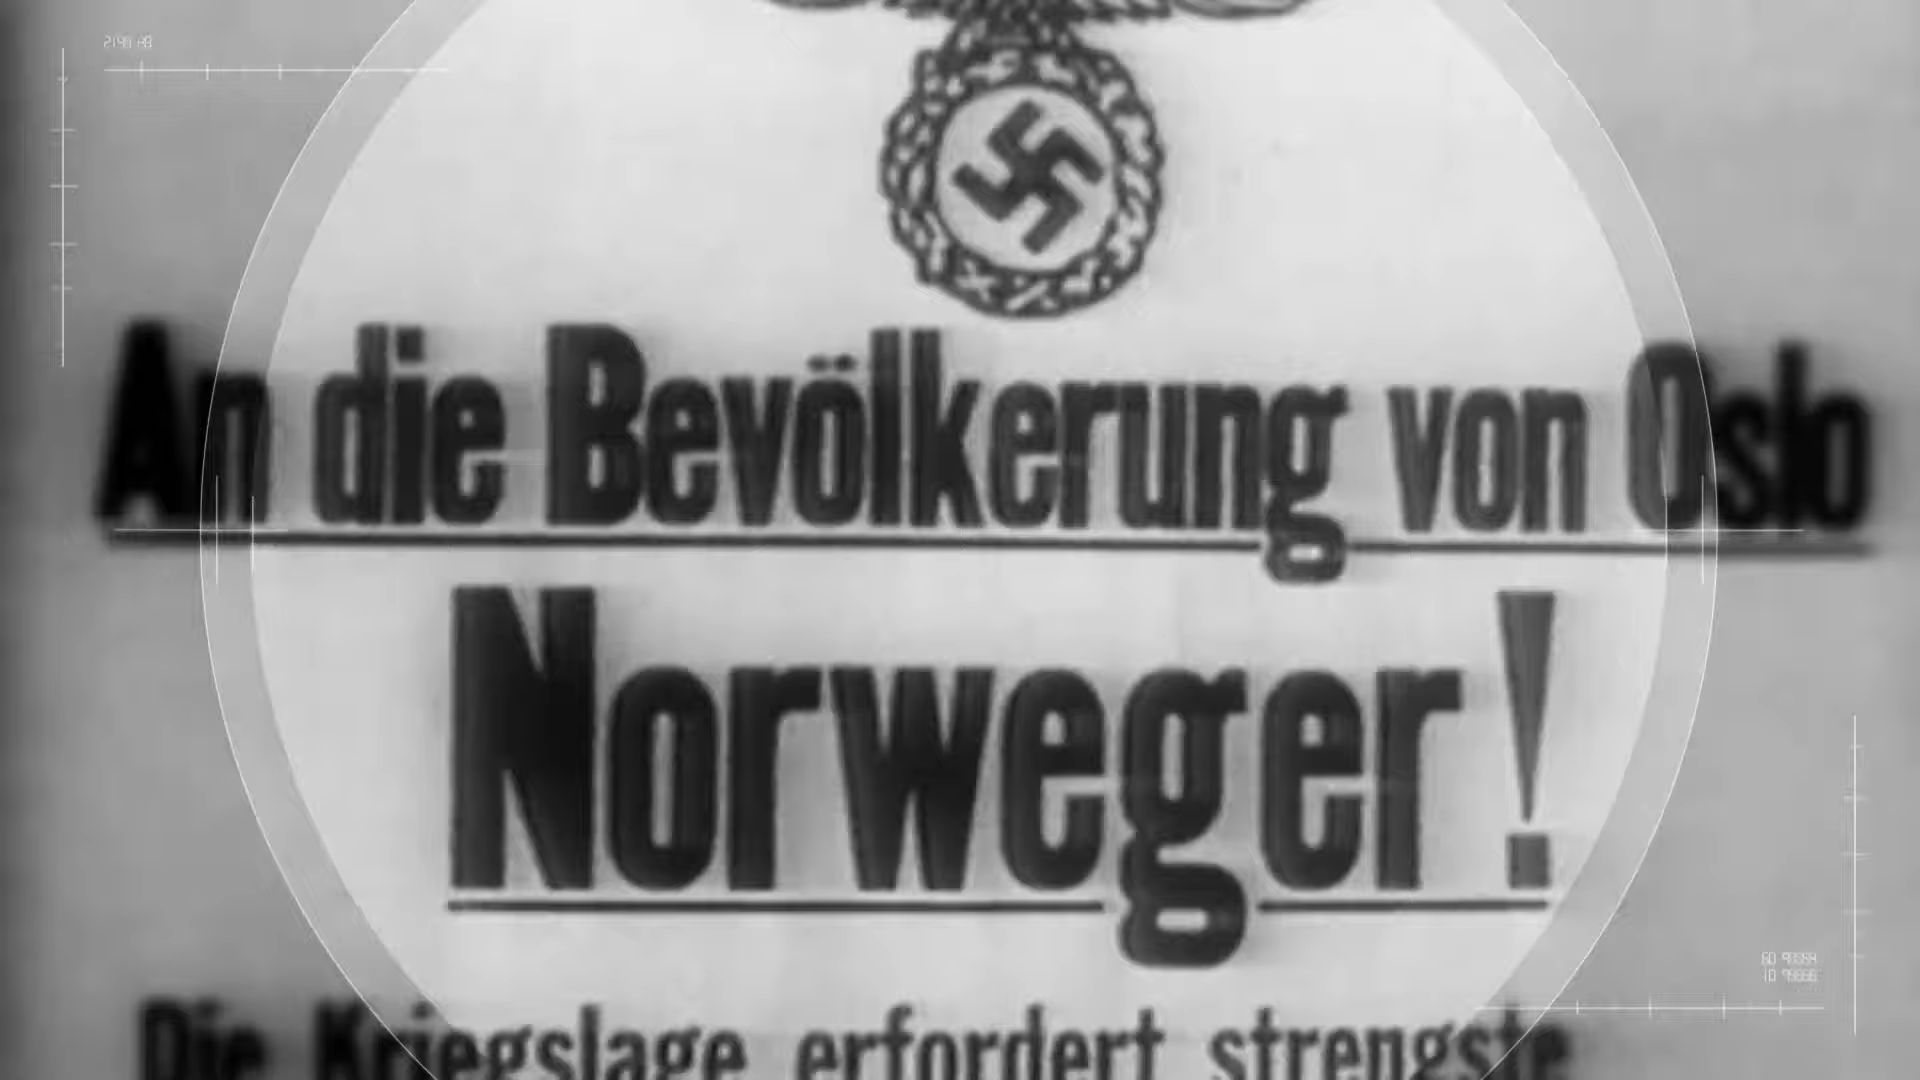 An die Bevölkerung von Oslo
Norweger!
Die Kriegslage erfordert strengste